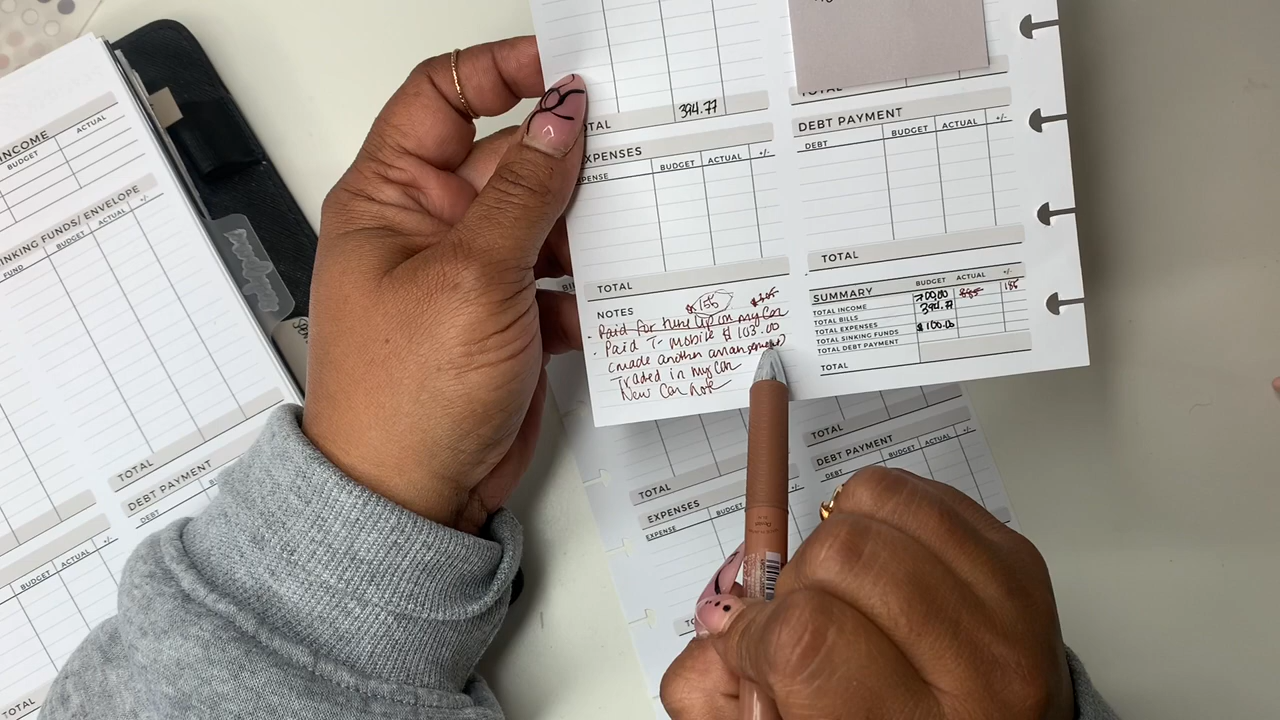 INCOME
BUDGET
ACTUAL
SINKING FUNDS/ ENVELOPE
FUND
BUDGET
ACTUAL
+/-
TOTAL
DEBT PAYMENT
DEBT
BUDGET
ACTUAL
+/-
BUDGET
ACTUAL
+/-
TOTAL
TOTAL 394.77
EXPENSES
EXPENSE BUDGET ACTUAL +/-
TOTAL
NOTES $155
· Paid for tune up on my Car
· Paid T-mobile $103.00
(made another arrangement)
Traded in my car
New Car note
TOTAL
DEBT PAYMENT
DEBT BUDGET ACTUAL +/-
TOTAL
SUMMARY BUDGET ACTUAL +/-
TOTAL INCOME 700.00 885 185
TOTAL BILLS 394.77
TOTAL EXPENSES
TOTAL SINKING FUNDS $100.00
TOTAL DEBT PAYMENT
TOTAL
TOTAL
EXPENSES
EXPENSE BUDGET ACTUAL +/-
TOTAL
DEBT PAYMENT
DEBT BUDGET ACTUAL +/-